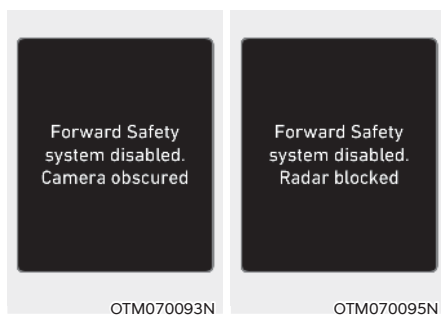 Forward Safety
system disabled.
Camera obscured
OTM070093N
Forward Safety
system disabled.
Radar blocked
OTM070095N